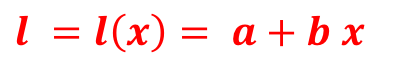 l = l(x) = a + b x